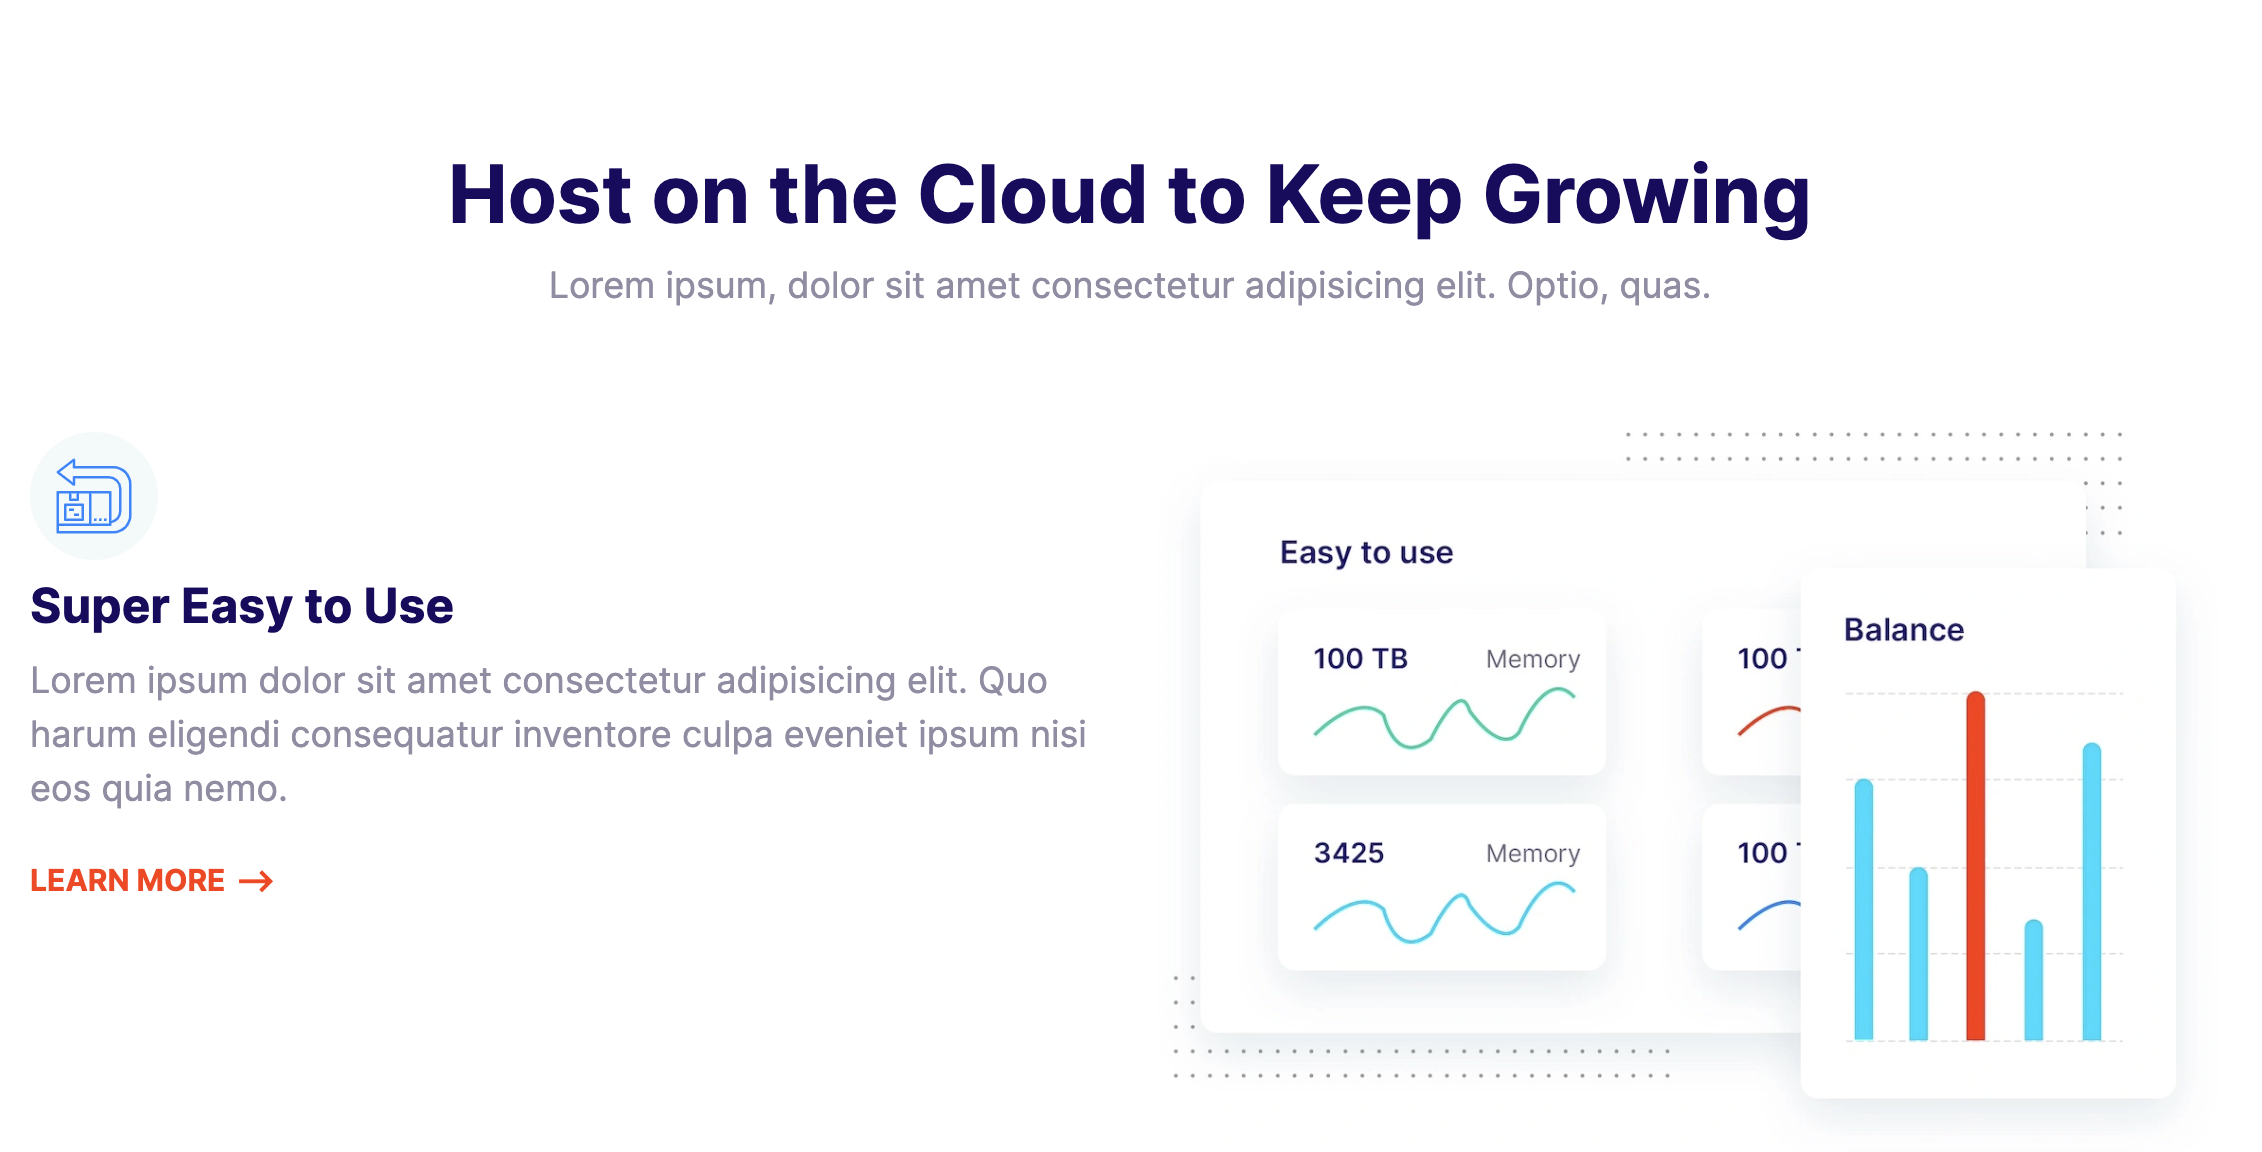 Host on the Cloud to Keep Growing
Lorem ipsum, dolor sit amet consectetur adipisicing elit. Optio, quas.
Super Easy to Use
Lorem ipsum dolor sit amet consectetur adipisicing elit. Quo
harum eligendi consequatur inventore culpa eveniet ipsum nisi
eos quia nemo.
LEARN MORE →
Easy to use
100 TB Memory
100
3425 Memory
100
Balance